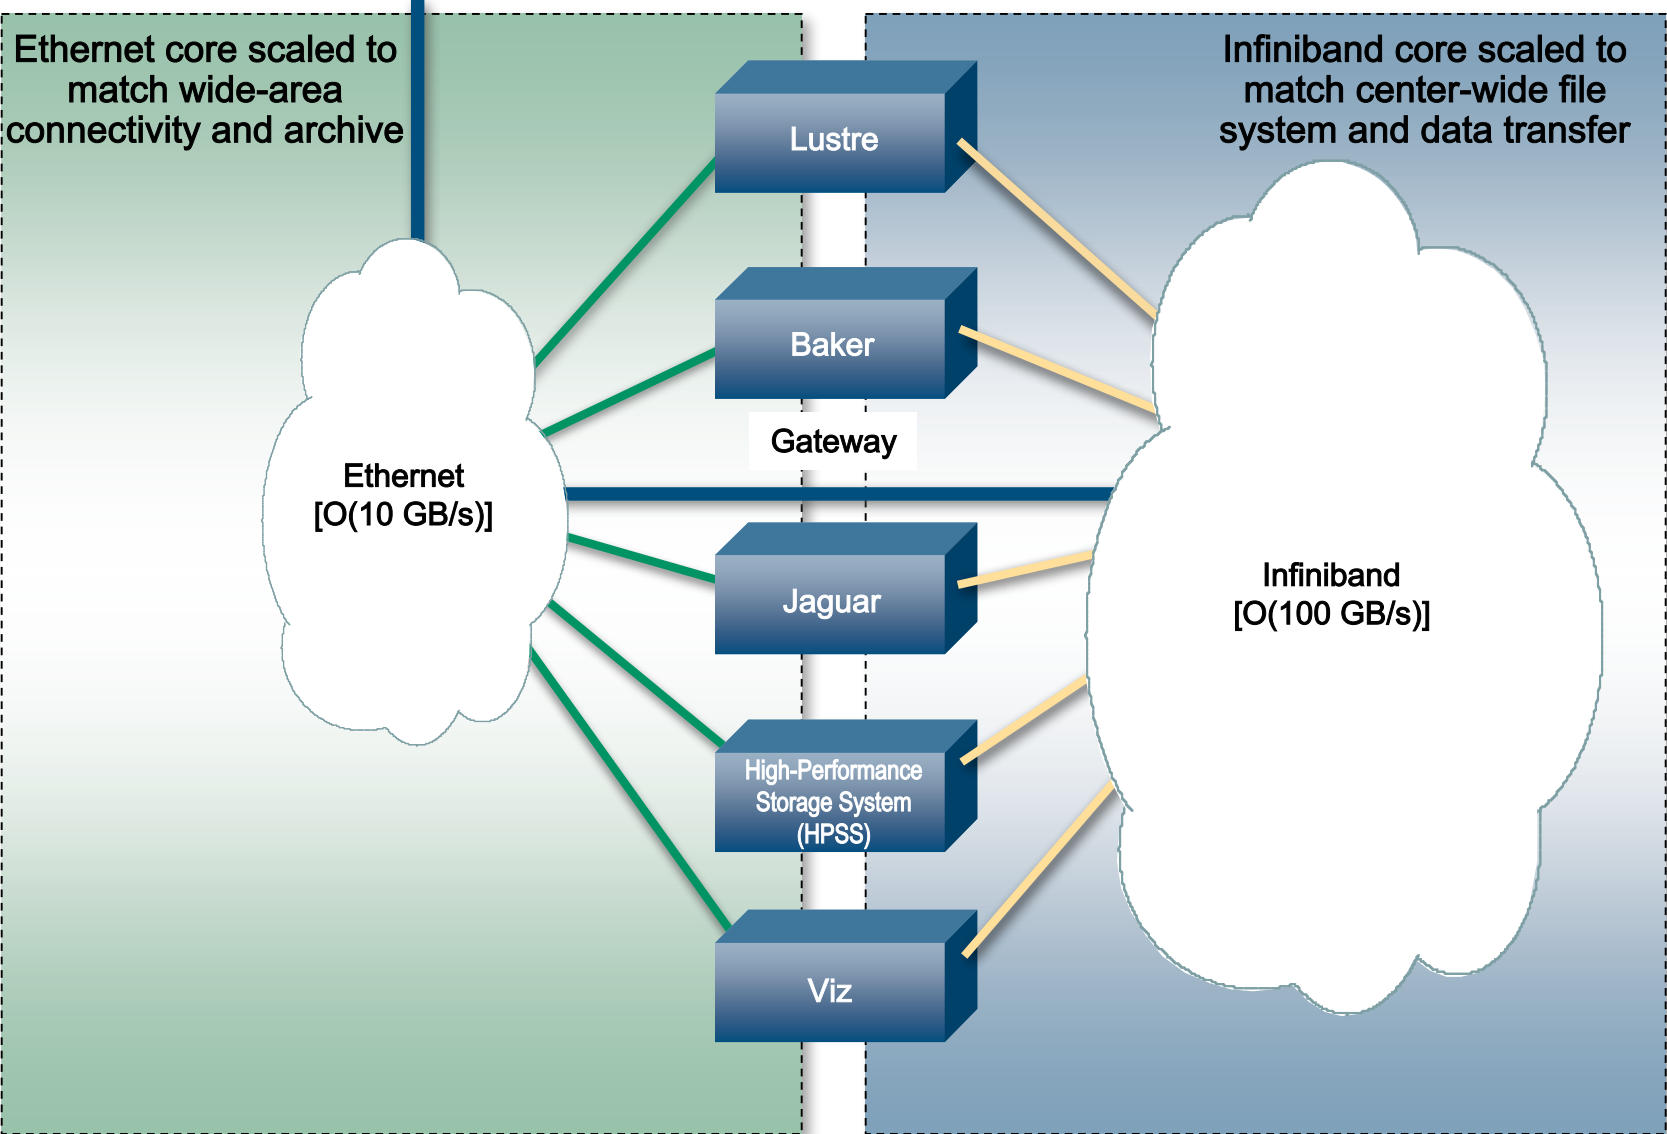 Ethernet core scaled to
match wide-area
connectivity and archive
Infiniband core scaled to
match center-wide file
system and data transfer
Lustre
Baker
Gateway
Ethernet
[O(10 GB/s)]
Jaguar
Infiniband
[O(100 GB/s)]
High-Performance
Storage System
(HPSS)
Viz